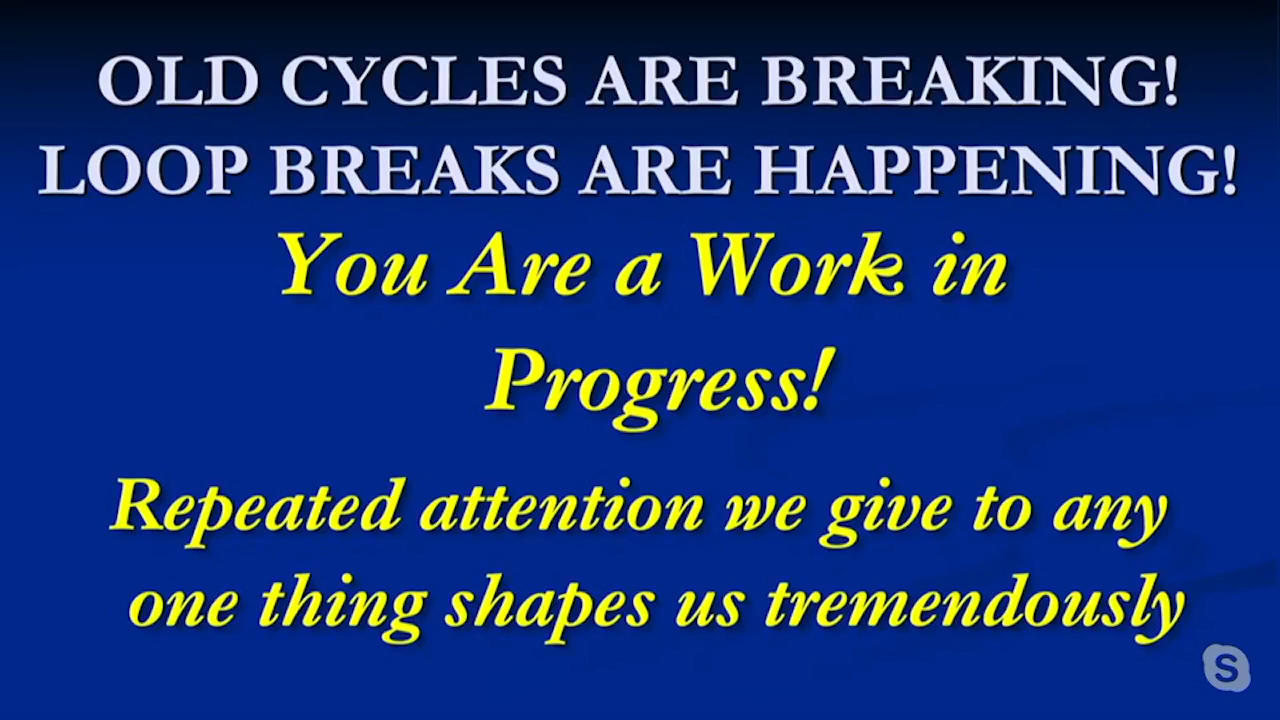 OLD CYCLES ARE BREAKING!
LOOP BREAKS ARE HAPPENING!
You Are a Work in
Progress!
Repeated attention we give to any
one thing shapes us tremendously
S